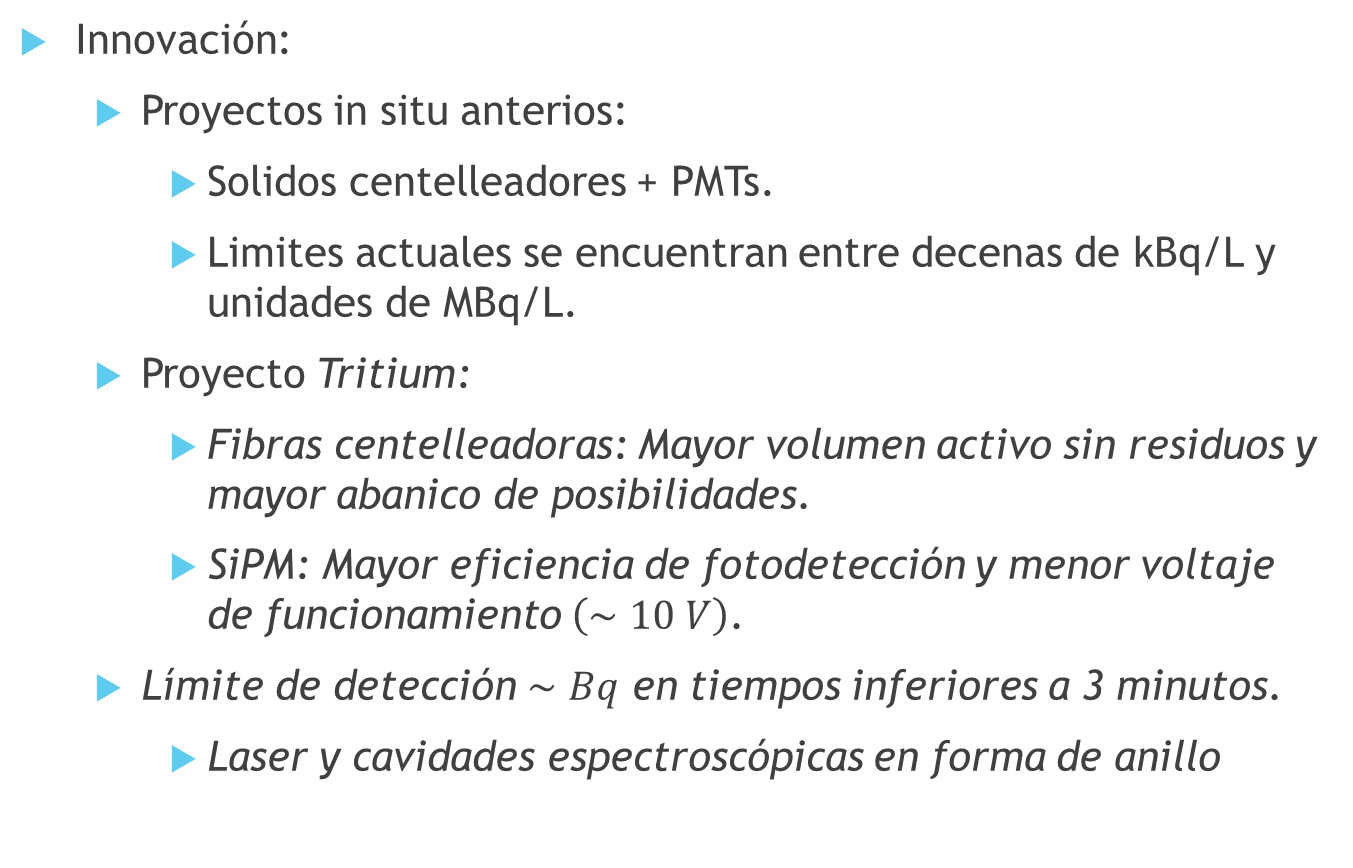 Innovación:
Proyectos in situ anterios:
Solidos centelleadores + PMTs.
Limites actuales se encuentran entre decenas de kBq/L y
unidades de MBq/L.
Proyecto Tritium:
Fibras centelleadoras: Mayor volumen activo sin residuos y
mayor abanico de posibilidades.
SiPM: Mayor eficiencia de fotodetección y menor voltaje
de funcionamiento (~ 10 V).
Límite de detección ~ Bq en tiempos inferiores a 3 minutos.
Laser y cavidades espectroscópicas en forma de anillo